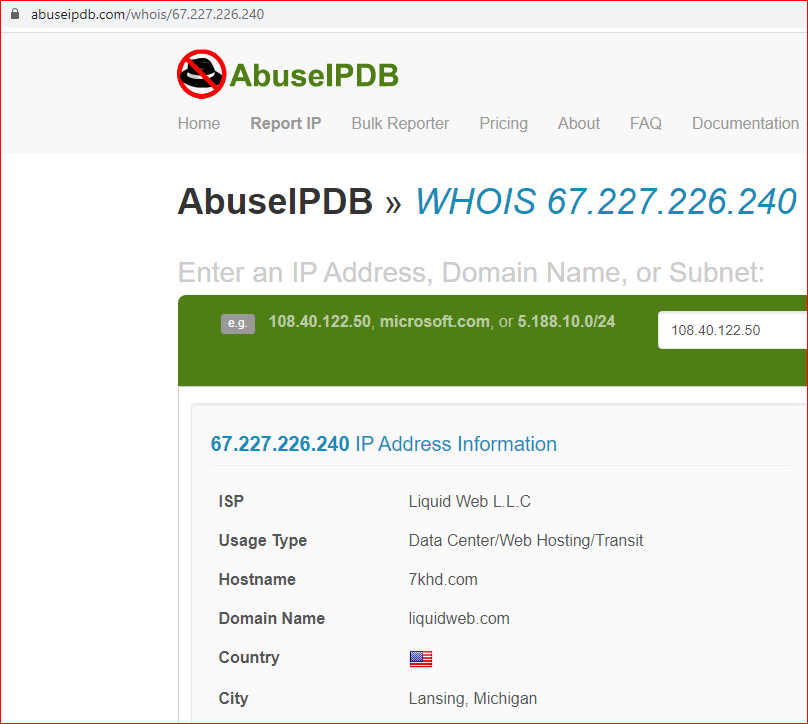 abuseipdb.com/whois/67.227.226.240
AbuseIPDB
Home Report IP Bulk Reporter Pricing About FAQ Documentation
AbuseIPDB » WHOIS 67.227.226.240
Enter an IP Address, Domain Name, or Subnet:
e.g. 108.40.122.50, microsoft.com, or 5.188.10.0/24 108.40.122.50
67.227.226.240 IP Address Information
ISP Liquid Web L.L.C
Usage Type Data Center/Web Hosting/Transit
Hostname 7khd.com
Domain Name liquidweb.com
Country
City Lansing, Michigan